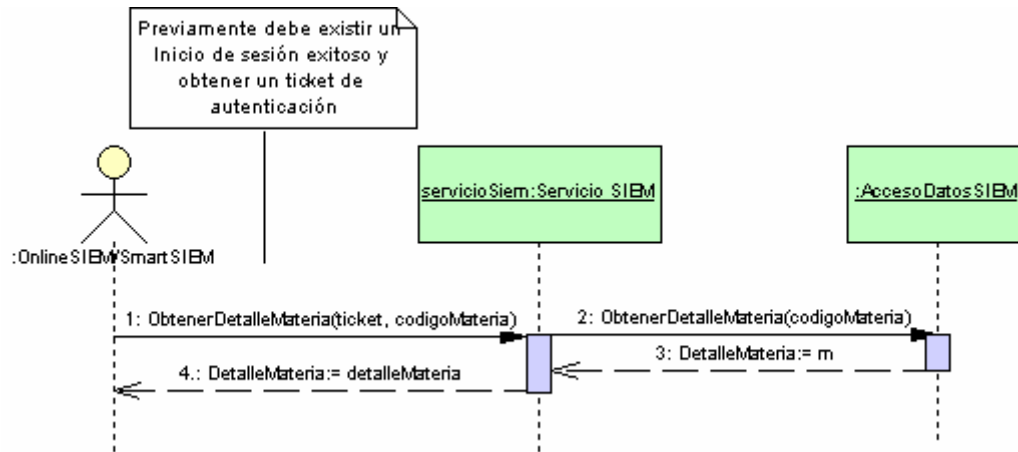 Previamente debe existir un
Inicio de sesión exitoso y
obtener un ticket de
autenticación
servicioSiem:Servicio SIEM
:AccesoDatosSIEM
:OnlineSIEM/SmartSIEM
1: ObtenerDetalleMateria(ticket, codigoMateria)
2: ObtenerDetalleMateria(codigoMateria)
3: DetalleMateria:= m
4.: DetalleMateria:= detalleMateria